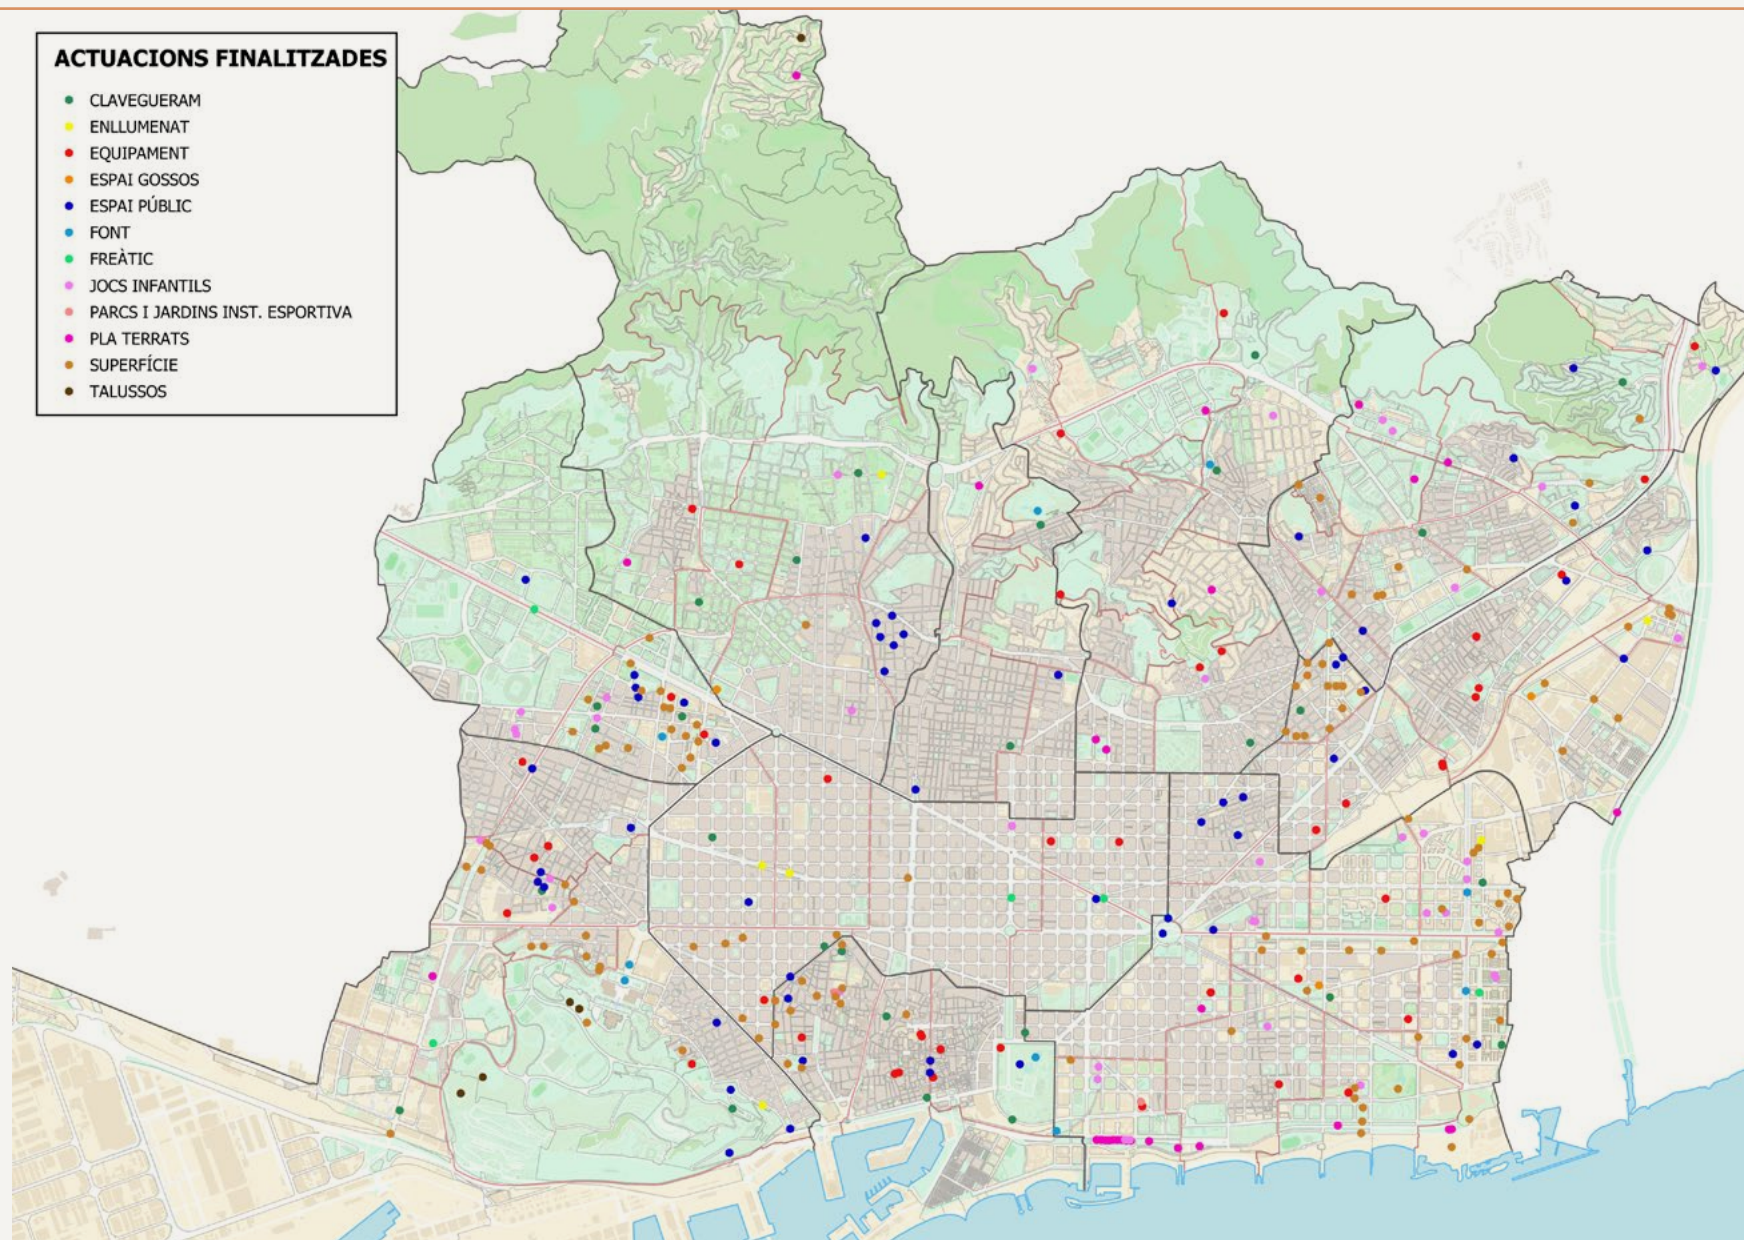 ACTUACIONS FINALITZADES
CLAVEGUERAM
ENLLUMENAT
EQUIPAMENT
ESPAI GOSSOS
ESPAI PÚBLIC
FONT
FREÀTIC
JOCS INFANTILS
PARCS I JARDINS INST. ESPORTIVA
PLA TERRATS
SUPERFÍCIE
TALUSSOS